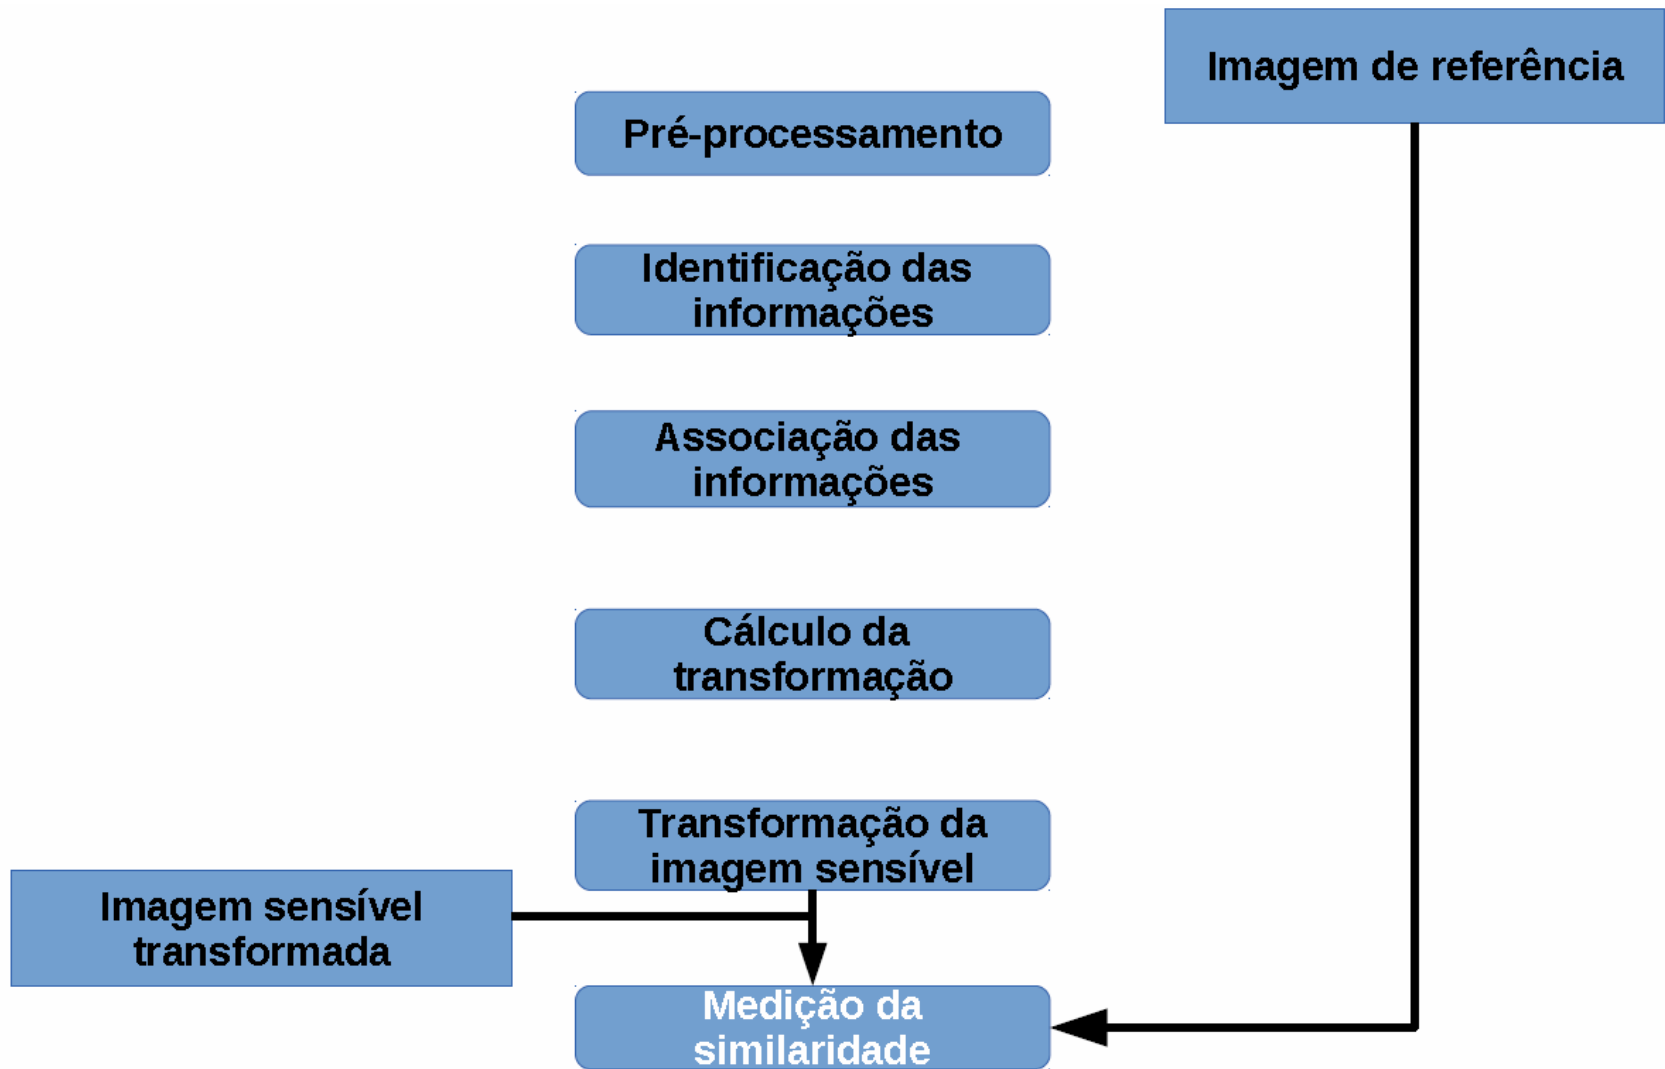 Imagem de referência
Pré-processamento
Identificação das
informações
Associação das
informações
Cálculo da
transformação
Transformação da
imagem sensível
Imagem sensível
transformada
Medição da
similaridade